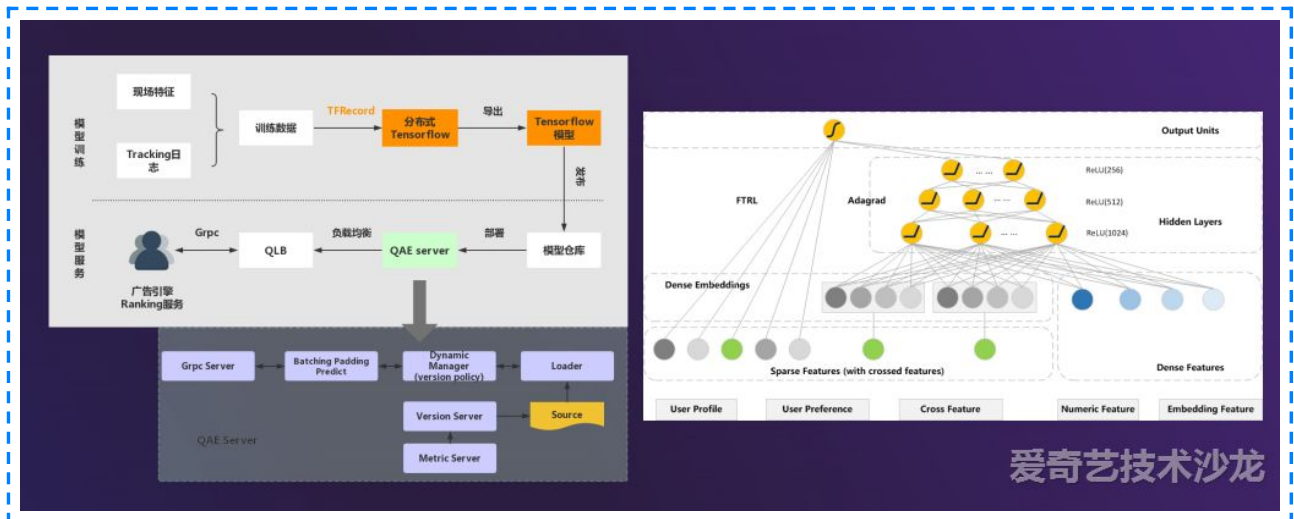 模型训练
现场特征
Tracking日
志
训练数据
TFRecord
分布式
Tensorflow
导出
Tensorflow
模型
发布
模型服务
广告引擎
Ranking服务
Grpc
QLB
负载均衡
QAE server
部署
模型仓库
Grpc Server
Batching Padding
Predict
Dynamic
Manager
(version policy)
Loader
Version Server
Source
Metric Server
QAE Server
Output Units
FTRL
Adagrad
... ...
ReLU(256)
... ...
ReLU(512)
... ...
ReLU(1024)
Hidden Layers
Dense Embeddings
Sparse Features (with crossed features)
Dense Features
User Profile
User Preference
Cross Feature
Numeric Feature
Embedding Feature
爱奇艺技术沙龙